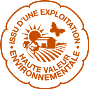 ISSU D'UNE EXPLOITATION
HAUTE VALEUR
ENVIRONNEMENTALE